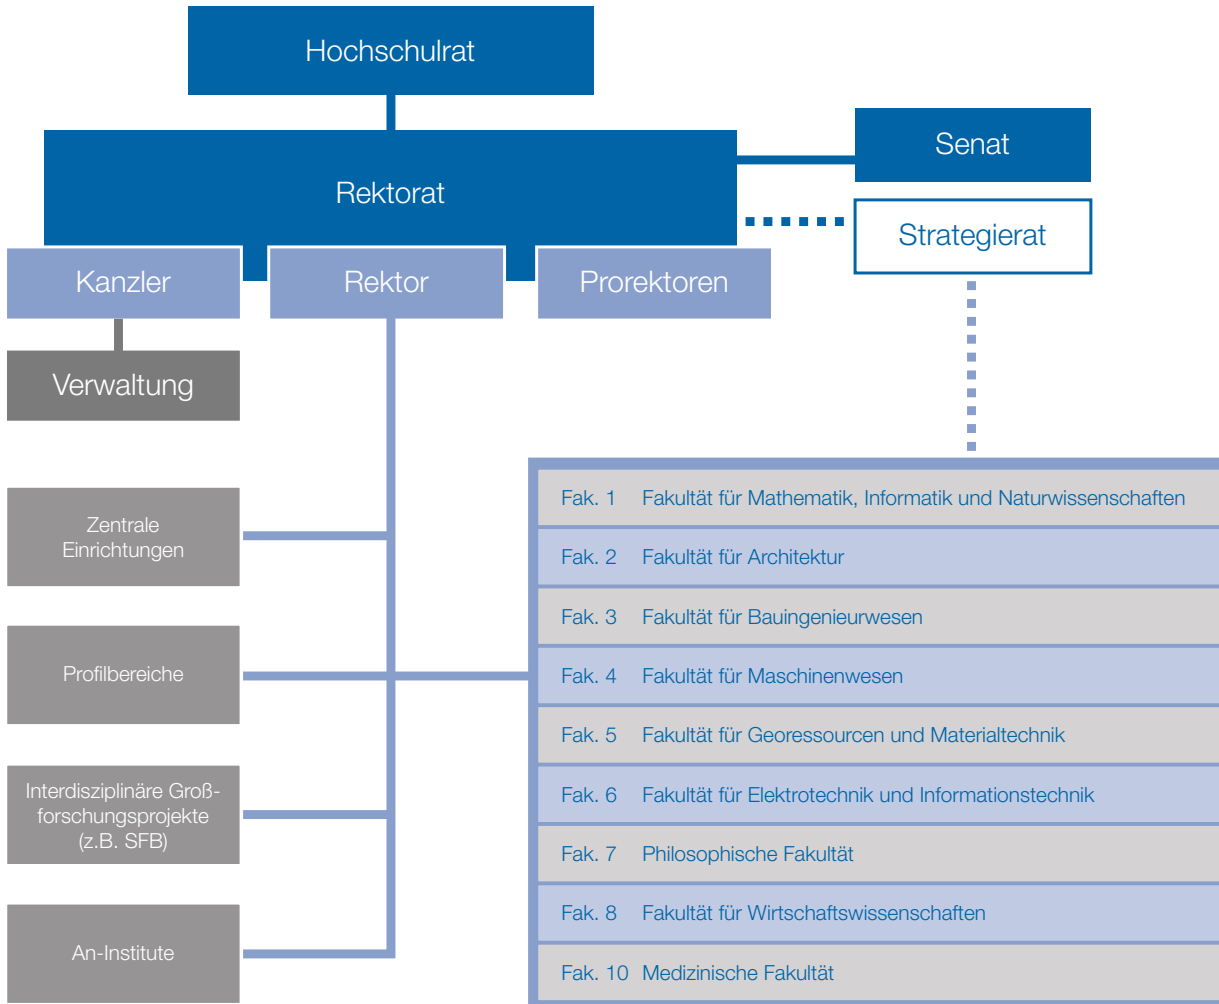 Hochschulrat
Senat
Rektorat
Strategierat
Kanzler
Rektor
Prorektoren
Verwaltung
Zentrale
Einrichtungen
Profilbereiche
Interdisziplinäre Groß-
forschungsprojekte
(z.B. SFB)
An-Institute
Fak. 1 Fakultät für Mathematik, Informatik und Naturwissenschaften
Fak. 2 Fakultät für Architektur
Fak. 3 Fakultät für Bauingenieurwesen
Fak. 4 Fakultät für Maschinenwesen
Fak. 5 Fakultät für Georessourcen und Materialtechnik
Fak. 6 Fakultät für Elektrotechnik und Informationstechnik
Fak. 7 Philosophische Fakultät
Fak. 8 Fakultät für Wirtschaftswissenschaften
Fak. 10 Medizinische Fakultät